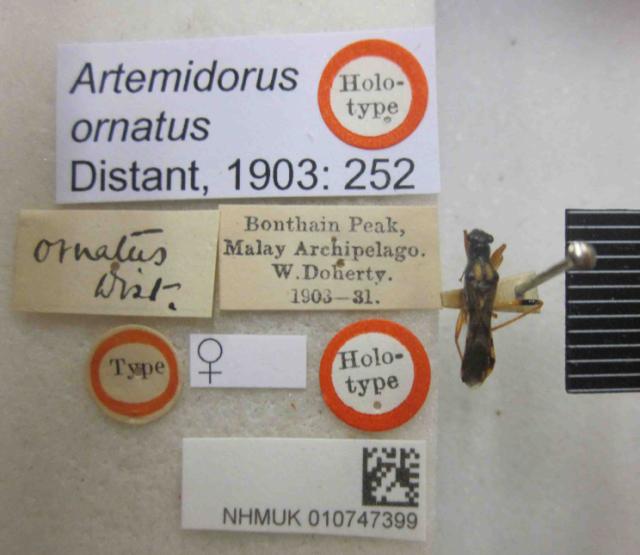 Artemidorus
ornatus
Distant, 1903: 252
Holo-
type
ornatus
Dist.
Bonthain Peak,
Malay Archipelago.
W. Doherty.
1903—31.
Type
♀
Holo-
type
NHMUK 010747399